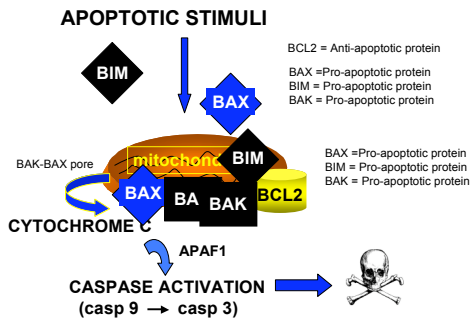 APOPTOTIC STIMULI
BCL2 = Anti-apoptotic protein
BIM
BAX =Pro-apoptotic protein
BIM = Pro-apoptotic protein
BAK = Pro-apoptotic protein
BAX
mitochond
BIM
BAK-BAX pore
BAX =Pro-apoptotic protein
BIM = Pro-apoptotic protein
BAK = Pro-apoptotic protein
BAX
BA
BAK
BCL2
CYTOCHROME C
APAF1
CASPASE ACTIVATION
(casp 9 → casp 3)